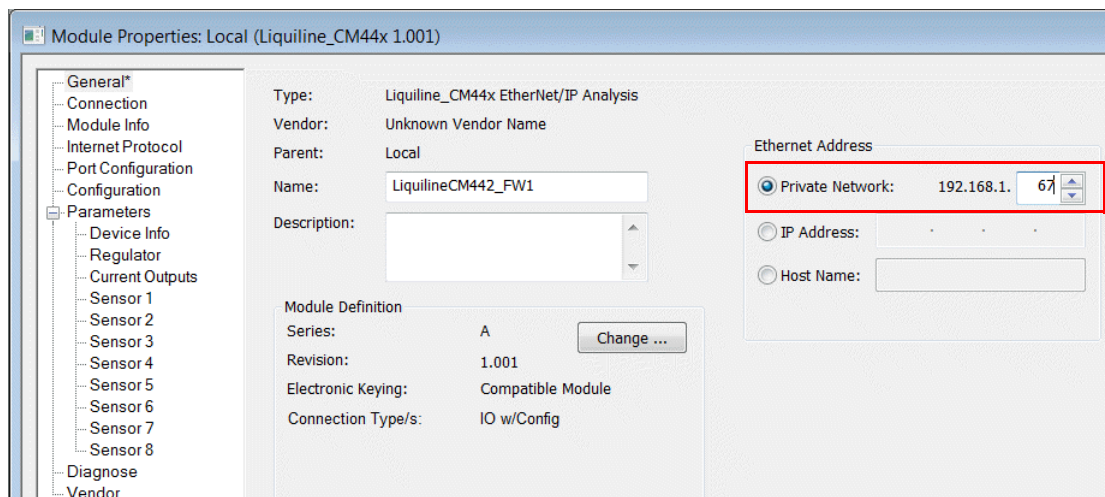 Module Properties: Local (Liquiline_CM44x 1.001)
General*
Connection
Module Info
Internet Protocol
Port Configuration
Configuration
Parameters
Device Info
Regulator
Current Outputs
Sensor 1
Sensor 2
Sensor 3
Sensor 4
Sensor 5
Sensor 6
Sensor 7
Sensor 8
Diagnose
Vendor
Type: Liquiline_CM44x EtherNet/IP Analysis
Vendor: Unknown Vendor Name
Parent: Local
Name: LiquilineCM442_FW1
Description:
Module Definition
Series: A
Change ...
Revision: 1.001
Electronic Keying: Compatible Module
Connection Type/s: IO w/Config
Ethernet Address
Private Network: 192.168.1. 67
IP Address: . . .
Host Name: